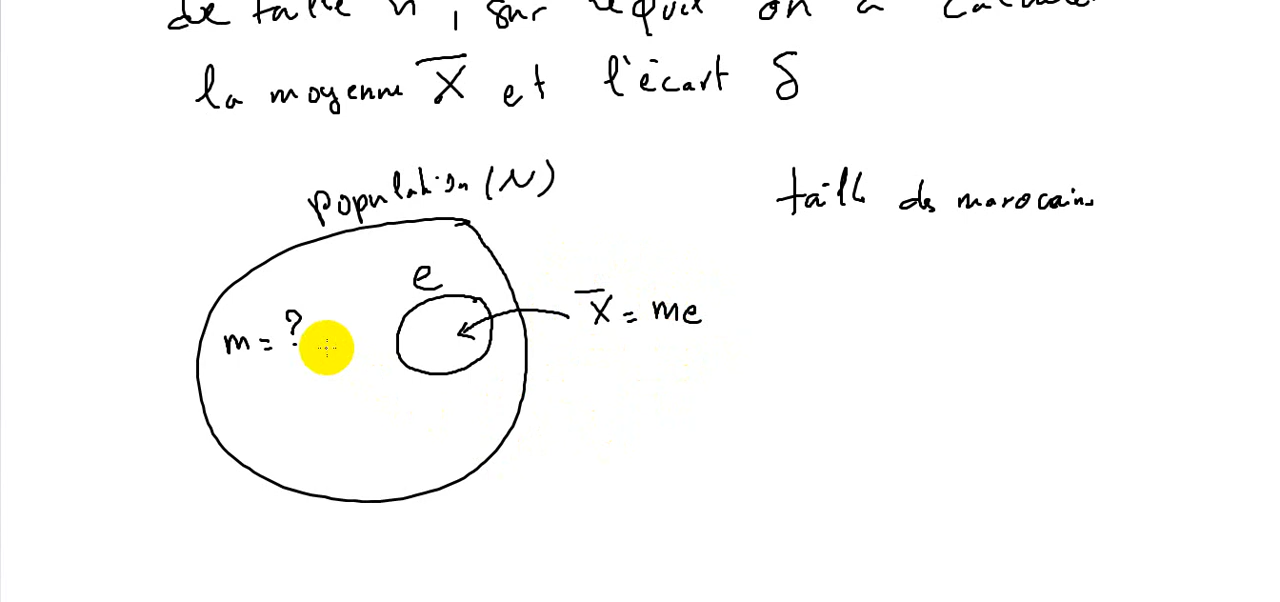 de taille n, sur lequel on a calculé
la moyenne X̅ et l'écart δ
population (N)
taille des marocains
e
m = ?
X̅ = me